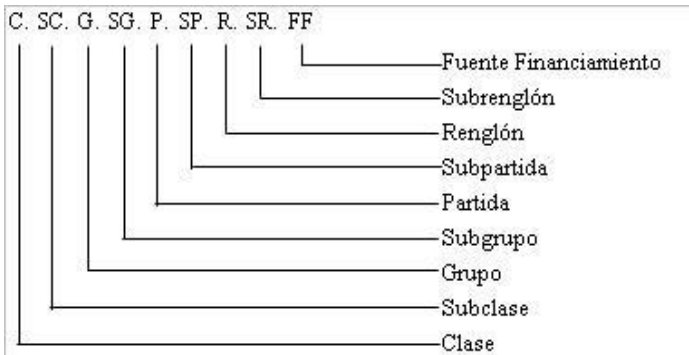 C. SC. G. SG. P. SP. R. SR. FF
Fuente Financiamiento
Subrenglón
Renglón
Subpartida
Partida
Subgrupo
Grupo
Subclase
Clase